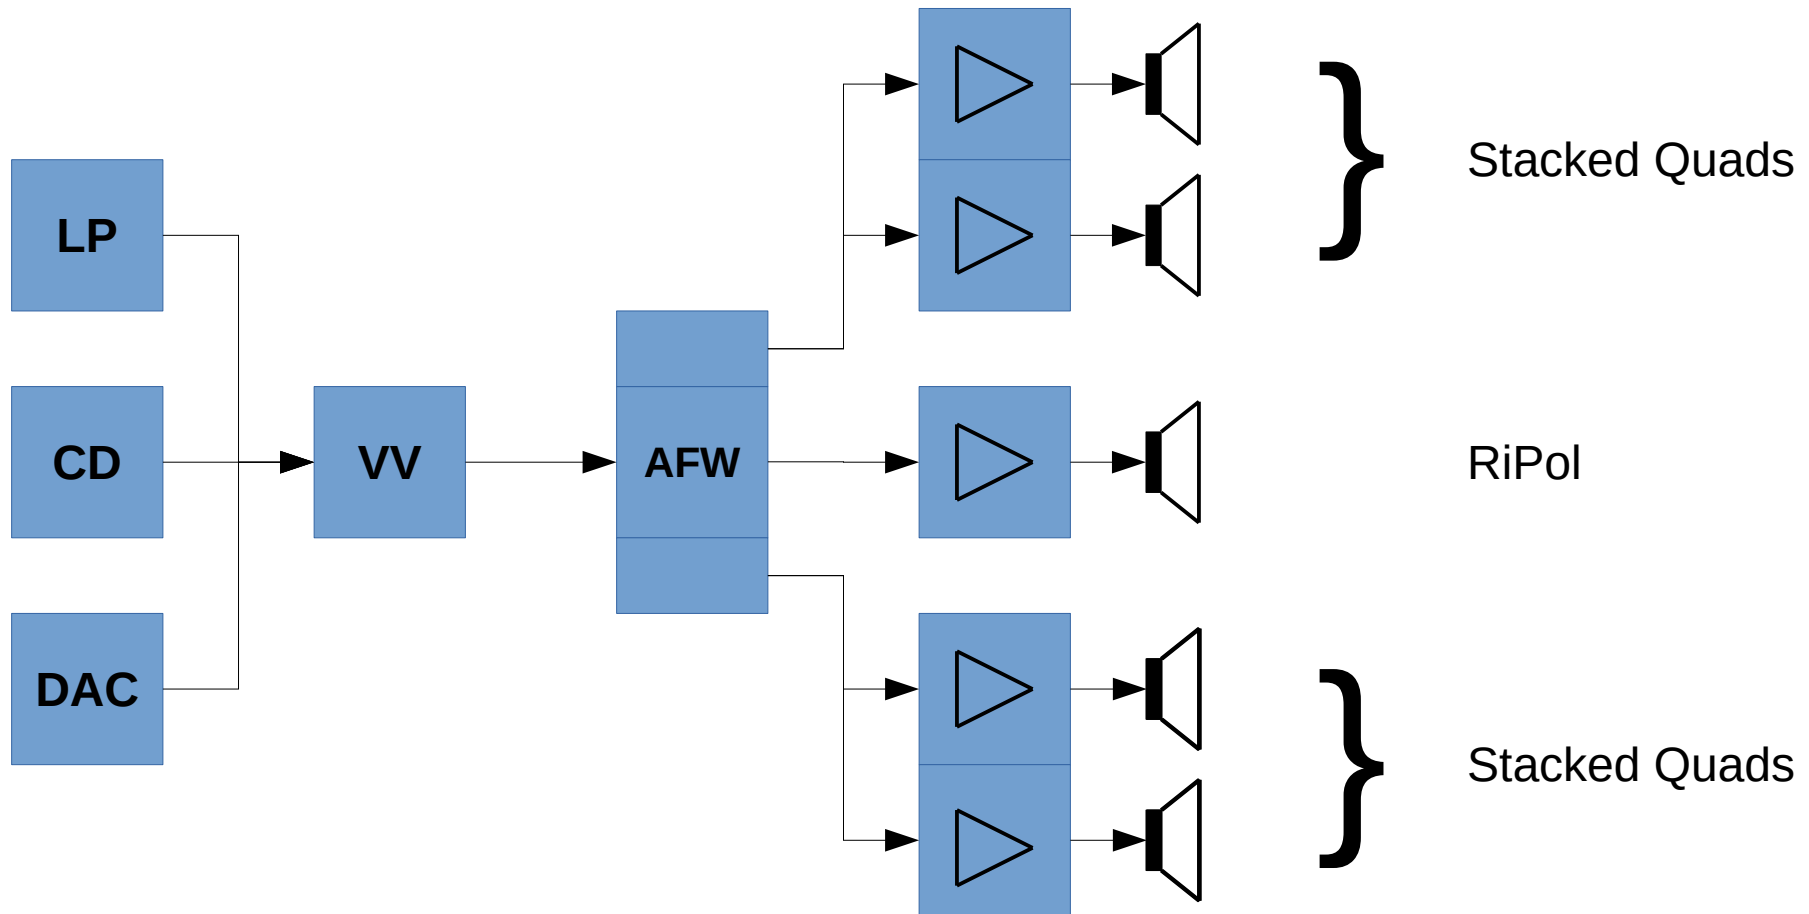 Stacked Quads
LP
CD
VV
AFW
RiPol
DAC
Stacked Quads